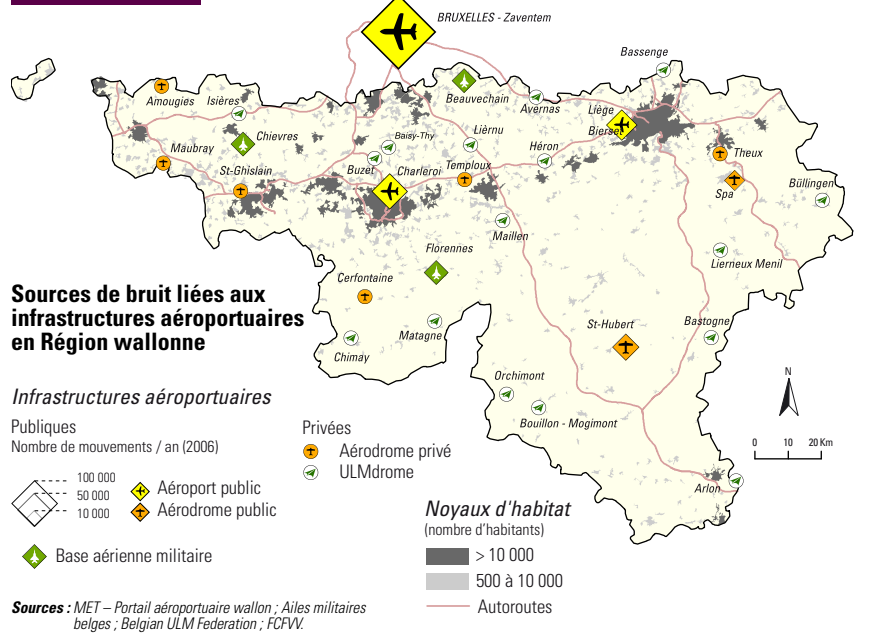 BRUXELLES - Zaventem
Bassenge
Amougies
Isières
Beauvechain
Avernas
Liège
Bierset
Chievres
Baisy-Thy
Lièrnu
Maubray
Héron
Theux
St-Ghislain
Buzet
Charleroi
Temploux
Spa
Büllingen
Maillen
Florennes
Lierneux Menil
Cerfontaine
Sources de bruit liées aux
infrastructures aéroportuaires
en Région wallonne
St-Hubert
Bastogne
Matagne
Chimay
Orchimont
Bouillon - Mogimont
Arlon
N
0 10 20 Km
Infrastructures aéroportuaires
Publiques
Nombre de mouvements / an (2006)
100 000
50 000
10 000
Aéroport public
Aérodrome public
Base aérienne militaire
Privées
Aérodrome privé
ULMdrome
Noyaux d'habitat
(nombre d'habitants)
> 10 000
500 à 10 000
Autoroutes
Sources : MET – Portail aéroportuaire wallon ; Ailes militaires
belges ; Belgian ULM Federation ; FCFVV.